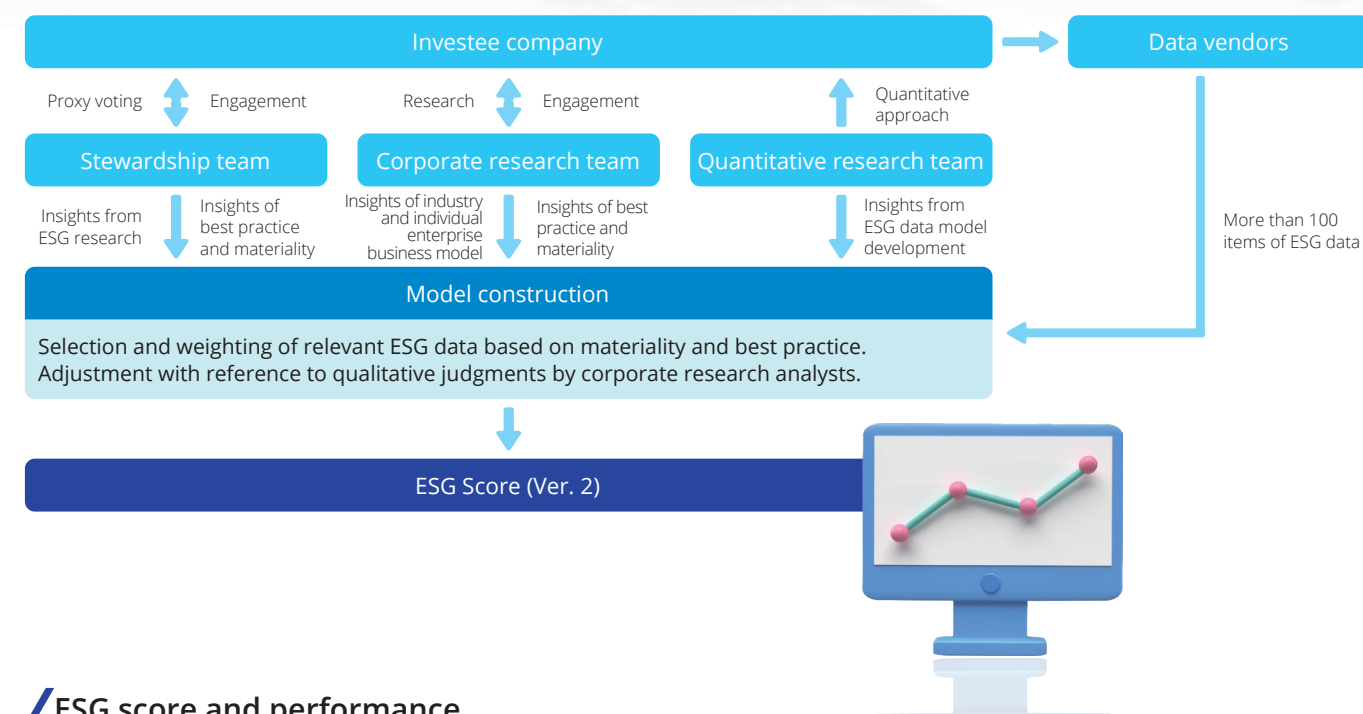 Investee company
Data vendors
Proxy voting
Engagement
Research
Engagement
Quantitative
approach
Stewardship team
Corporate research team
Quantitative research team
Insights from
ESG research
Insights of
best practice
and materiality
Insights of industry
and individual
enterprise
business model
Insights of best
practice and
materiality
Insights from
ESG data model
development
More than 100
items of ESG data
Model construction
Selection and weighting of relevant ESG data based on materiality and best practice.
Adjustment with reference to qualitative judgments by corporate research analysts.
ESG Score (Ver. 2)
ESG score and performance